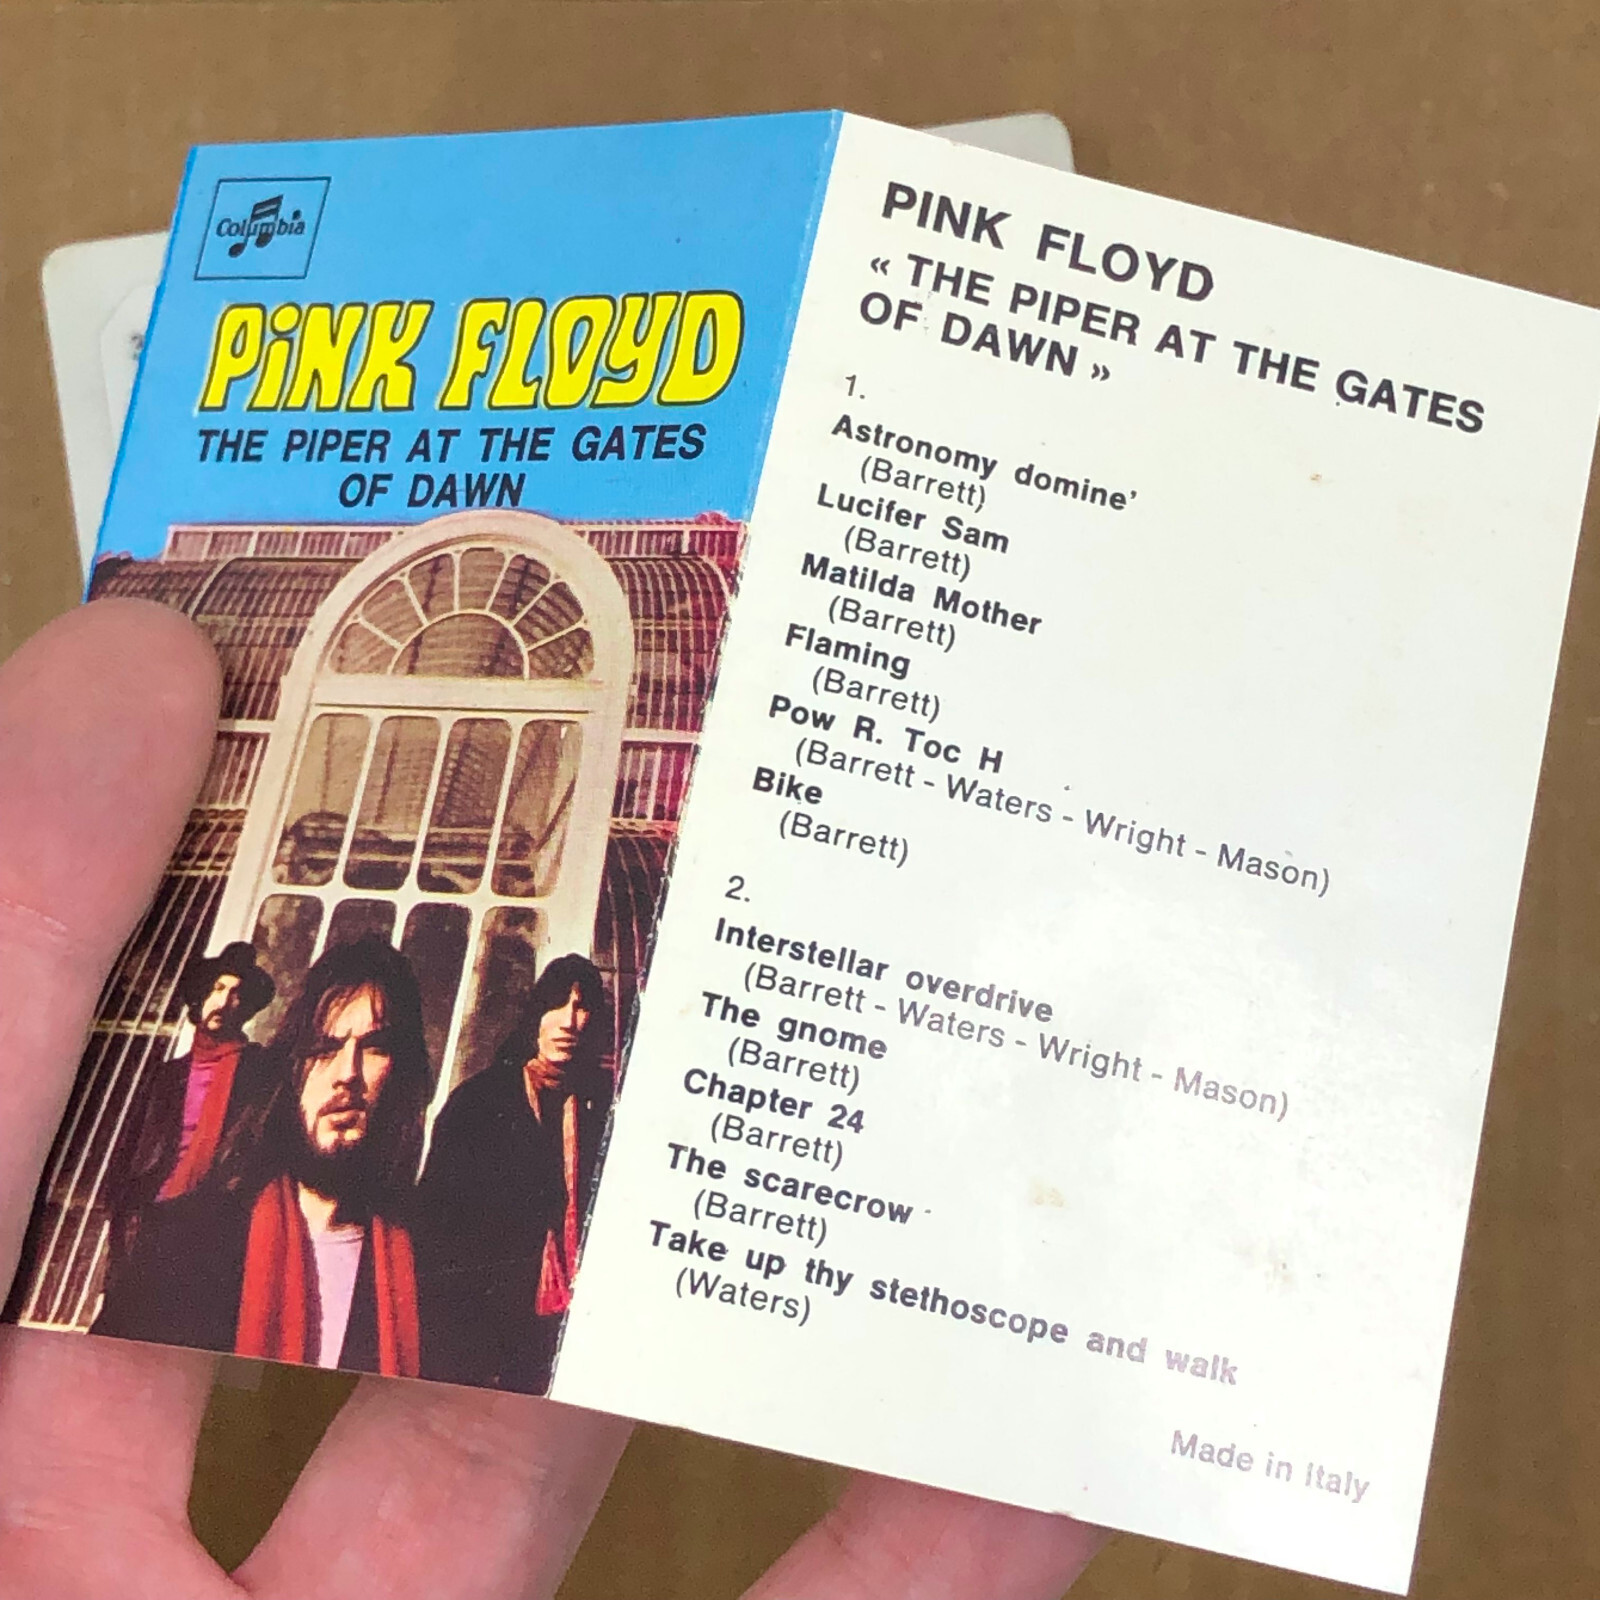 Columbia
PiNK FLOYD
THE PIPER AT THE GATES
OF DAWN
PINK FLOYD
« THE PIPER AT THE GATES
OF DAWN »
1.
Astronomy domine'
(Barrett)
Lucifer Sam
(Barrett)
Matilda Mother
(Barrett)
Flaming
(Barrett)
Pow R. Toc H
(Barrett - Waters - Wright - Mason)
Bike
(Barrett)
2.
Interstellar overdrive
(Barrett - Waters - Wright - Mason)
The gnome
(Barrett)
Chapter 24
(Barrett)
The scarecrow
(Barrett)
Take up thy stethoscope and walk
(Waters)
Made in Italy